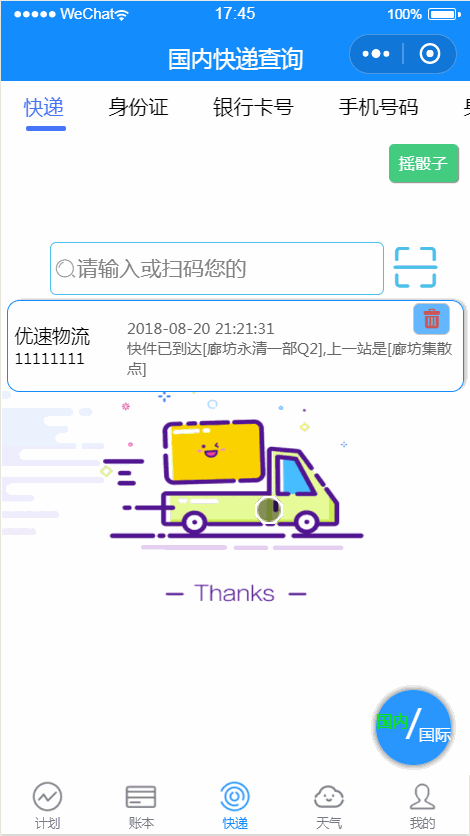 WeChat 17:45 100%
国内快递查询
快递 身份证 银行卡号 手机号码
摇骰子
请输入或扫码您的
优速物流
11111111
2018-08-20 21:21:31
快件已到达[廊坊永清一部Q2],上一站是[廊坊集散
点]
Thanks
国内/国际
计划 账本 快递 天气 我的